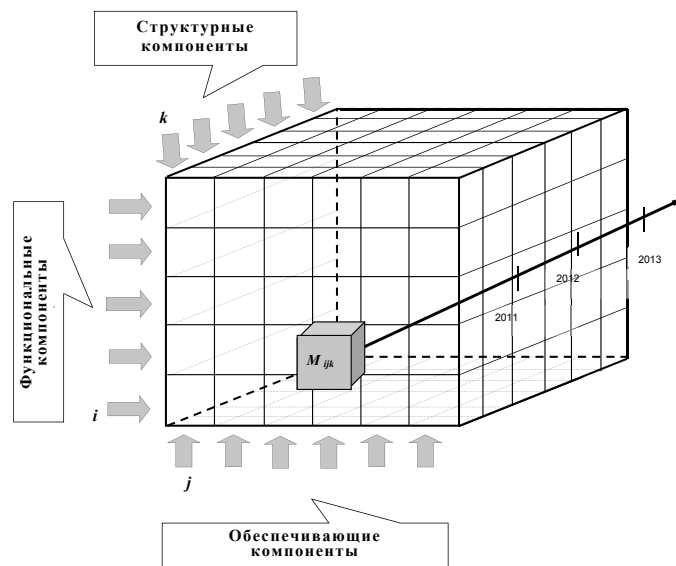 Структурные
компоненты
k
Функциональные
компоненты
2013
2012
2011
M ijk
i
j
Обеспечивающие
компоненты